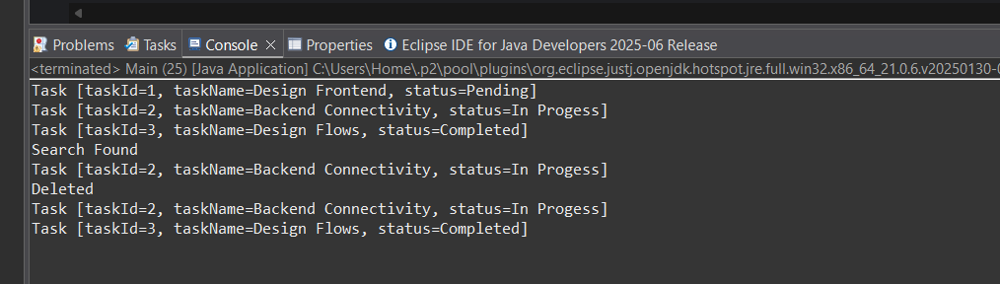 Problems Tasks Console Properties Eclipse IDE for Java Developers 2025-06 Release
<terminated> Main (25) [Java Application] C:\Users\Home\.p2\pool\plugins\org.eclipse.justj.openjdk.hotspot.jre.full.win32.x86_64_21.0.6.v20250130-
Task [taskId=1, taskName=Design Frontend, status=Pending]
Task [taskId=2, taskName=Backend Connectivity, status=In Progess]
Task [taskId=3, taskName=Design Flows, status=Completed]
Search Found
Task [taskId=2, taskName=Backend Connectivity, status=In Progess]
Deleted
Task [taskId=2, taskName=Backend Connectivity, status=In Progess]
Task [taskId=3, taskName=Design Flows, status=Completed]